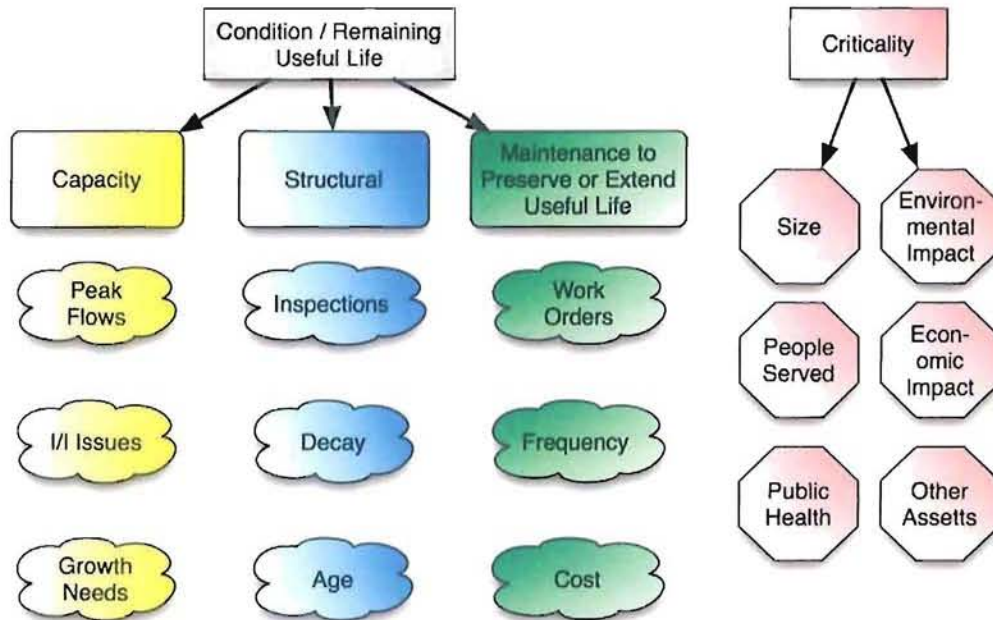 Condition / Remaining
Useful Life
Criticality
Capacity
Structural
Maintenance to
Preserve or Extend
Useful Life
Size
Environ-
mental
Impact
Peak
Flows
Inspections
Work
Orders
People
Served
Econ-
omic
Impact
I/I Issues
Decay
Frequency
Public
Health
Other
Assetts
Growth
Needs
Age
Cost